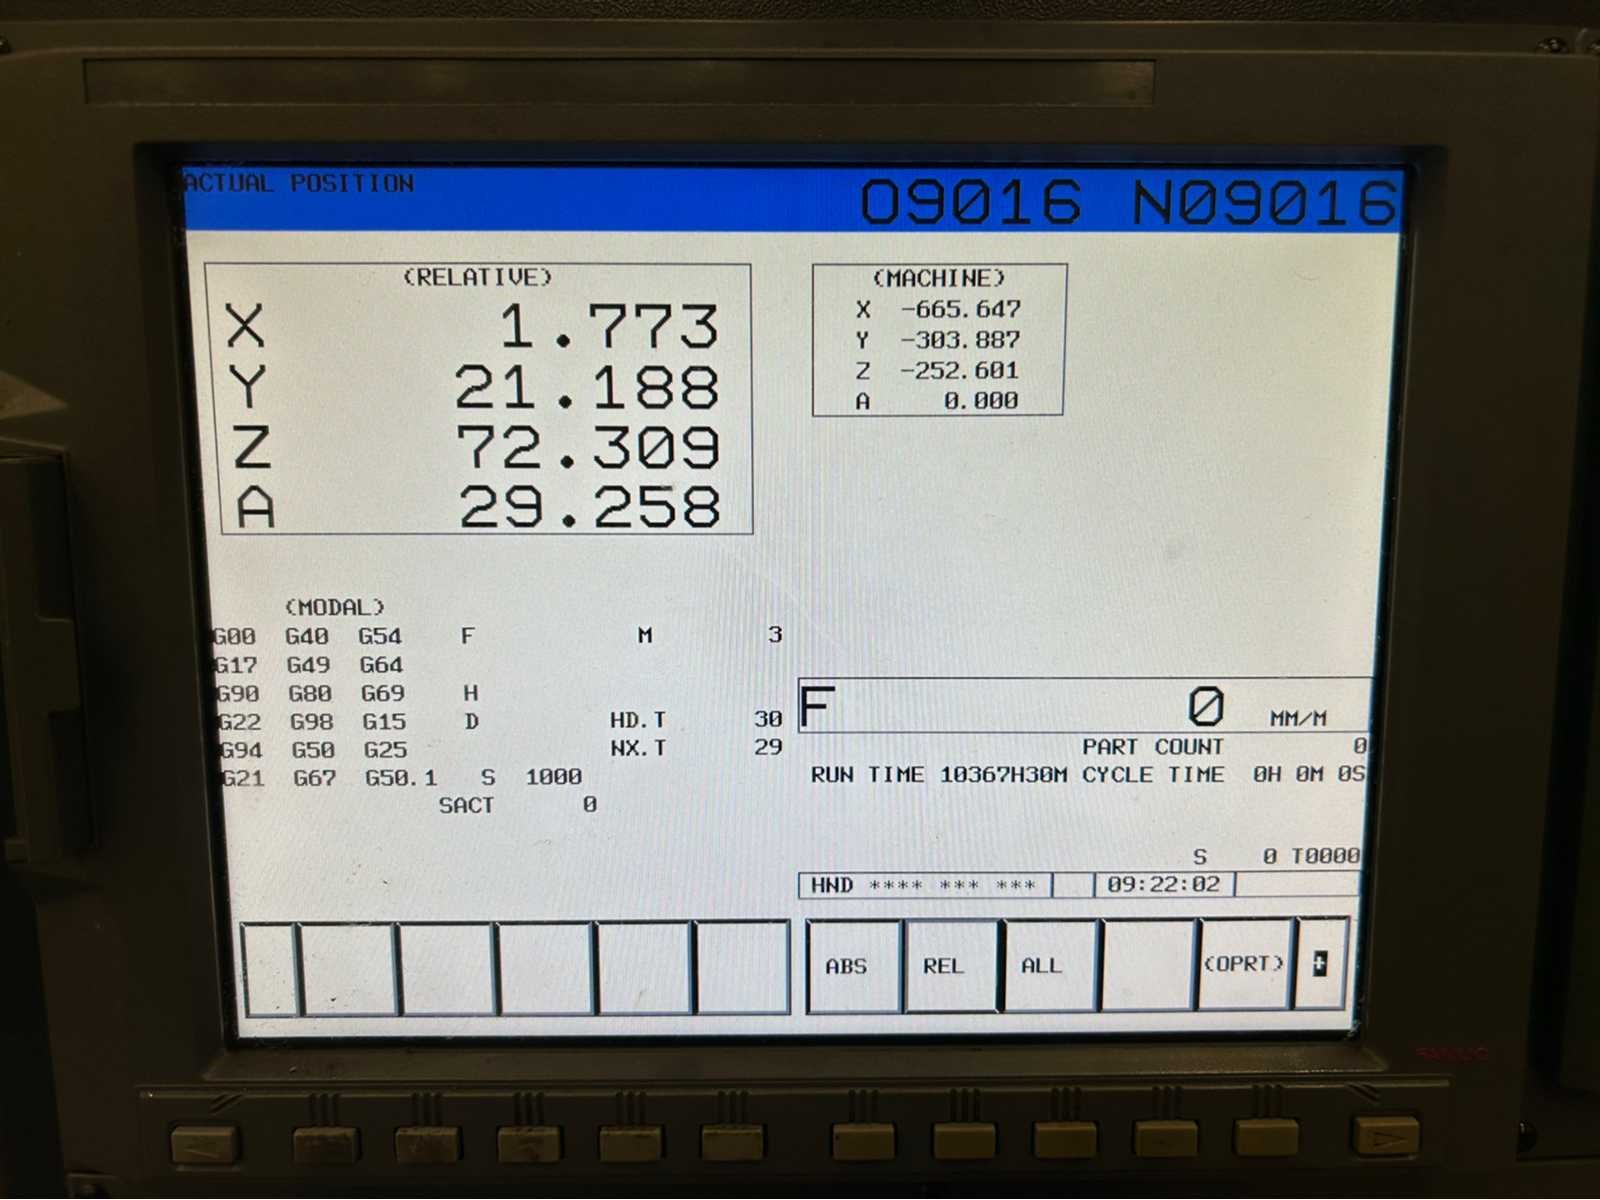 ACTUAL POSITION
O9016 N09016
(RELATIVE)
X 1.773
Y 21.188
Z 72.309
A 29.258
(MACHINE)
X -665.647
Y -303.887
Z -252.601
A 0.000
(MODAL)
G00 G40 G54 F M 3
G17 G49 G64
G90 G80 G69 H
G22 G98 G15 D HD.T 30
G94 G50 G25 NX.T 29
G21 G67 G50.1 S 1000
SACT 0
F 0 MM/M
PART COUNT 0
RUN TIME 10367H30M CYCLE TIME 0H 0M 0S
S 0 T0000
HND **** *** *** 09:22:02
ABS REL ALL (OPRT) +
FANUC